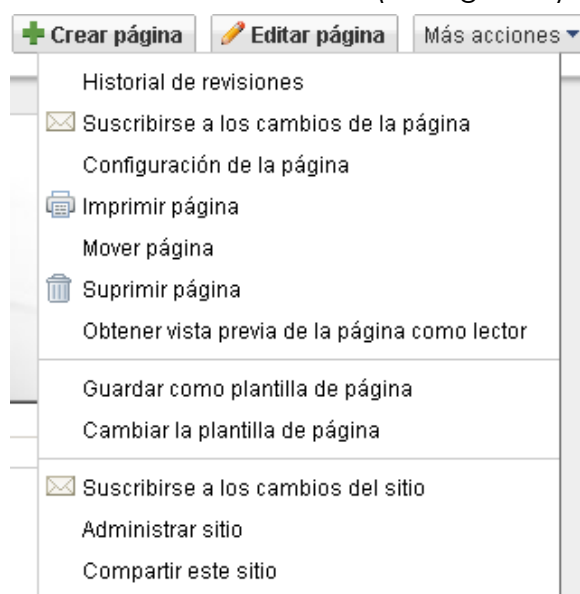 Crear página Editar página Más acciones
Historial de revisiones
Suscribirse a los cambios de la página
Configuración de la página
Imprimir página
Mover página
Suprimir página
Obtener vista previa de la página como lector
Guardar como plantilla de página
Cambiar la plantilla de página
Suscribirse a los cambios del sitio
Administrar sitio
Compartir este sitio